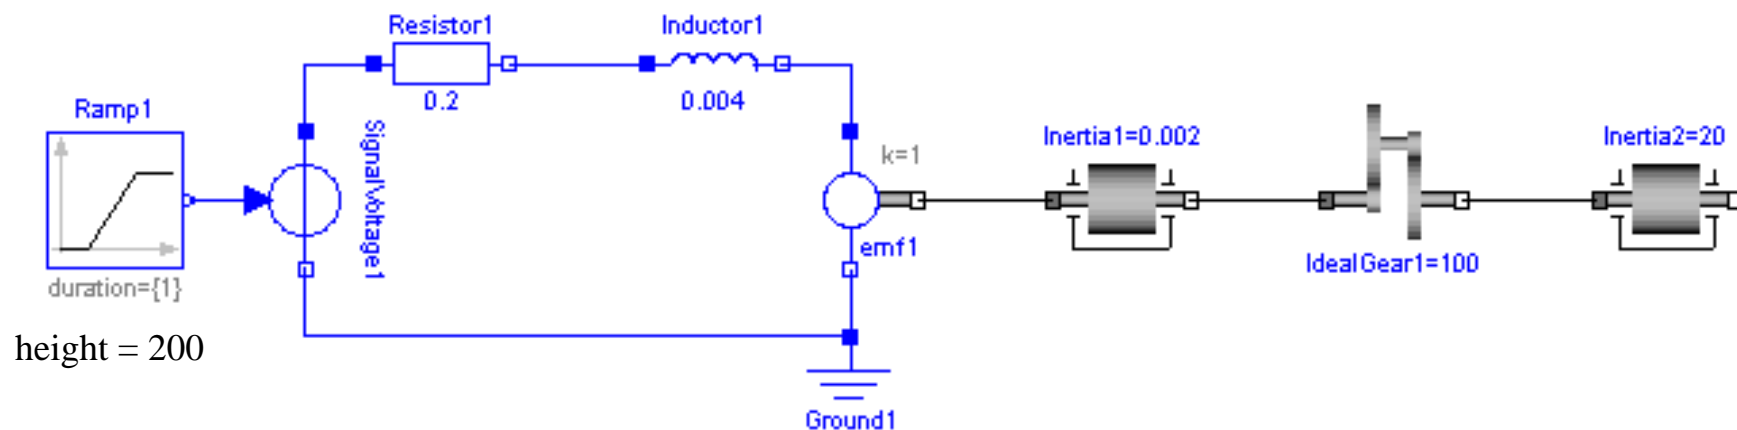 Resistor1
Inductor1
0.2
0.004
Ramp1
SignalVoltage1
k=1
Inertia1=0.002
Inertia2=20
emf1
IdealGear1=100
duration={1}
height = 200
Ground1